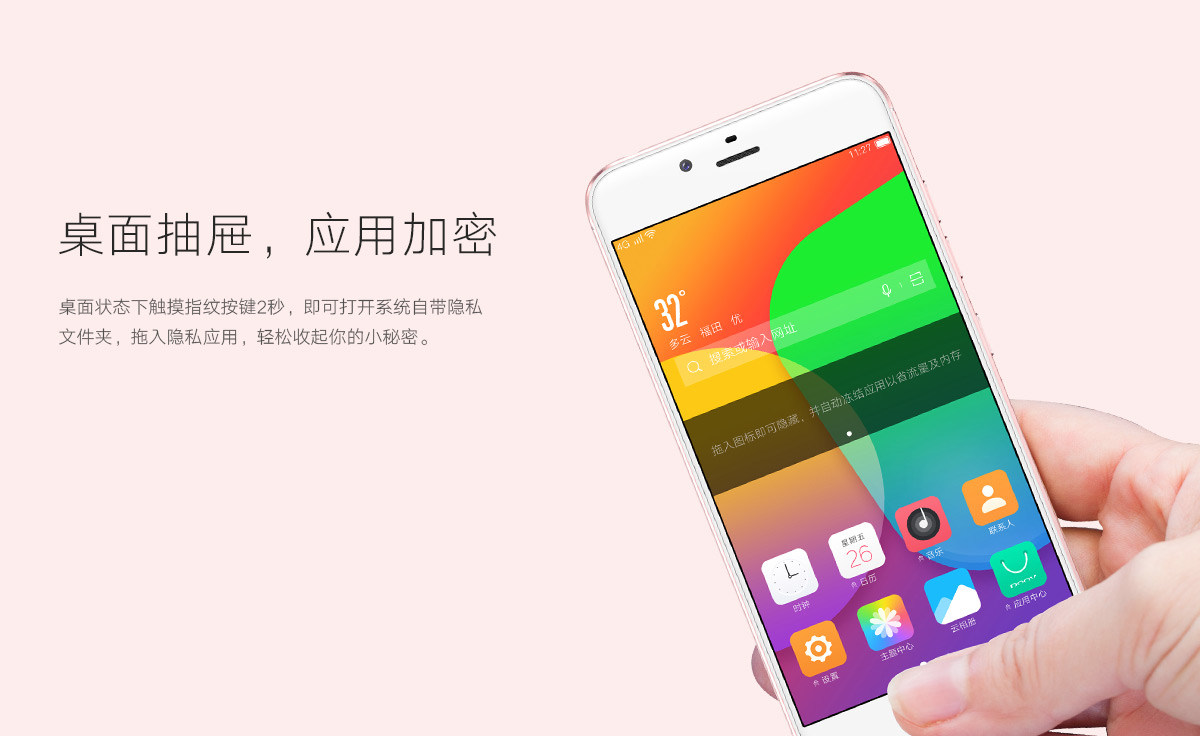 桌面抽屉，应用加密
桌面状态下触摸指纹按键2秒，即可打开系统自带隐私
文件夹，拖入隐私应用，轻松收起你的小秘密。
4G
11:27
32°
多云 福田 优
搜索或输入网址
拖入图标即可隐藏，并自动冻结应用以省流量及内存
星期五
26
时钟
日历
音乐
联系人
设置
主题中心
云相册
应用中心